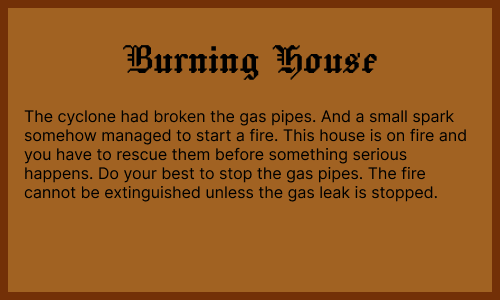 Burning House
The cyclone had broken the gas pipes. And a small spark
somehow managed to start a fire. This house is on fire and
you have to rescue them before something serious
happens. Do your best to stop the gas pipes. The fire
cannot be extinguished unless the gas leak is stopped.